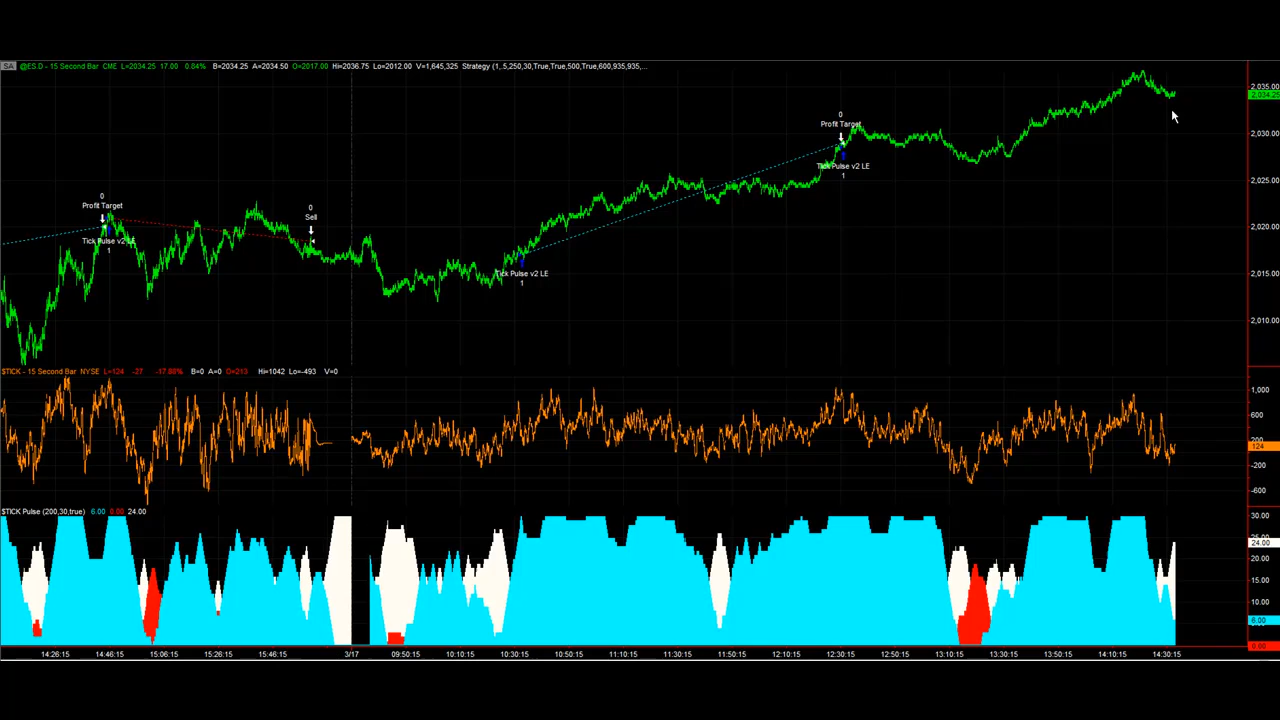 SA @ES.D - 15 Second Bar CME L=2034.25 17.00 0.84% B=2034.25 A=2034.50 O=2017.00 Hi=2036.75 Lo=2012.00 V=1,645,325 Strategy (1,.5,250,30,True,True,500,True,600,935,935,...
2,035.00
2,034.25
0
Profit Target
2,030.00
Tick Pulse v2 LE
1
2,025.00
0
Profit Target
0
Sell
2,020.00
Tick Pulse v2 LE
1
2,015.00
Tick Pulse v2 LE
1
2,010.00
$TICK - 15 Second Bar NYSE L=124 -27 -17.88% B=0 A=0 O=213 Hi=1042 Lo=-493 V=0
1,000
600
200
124
-200
-600
$TICK Pulse (200,30,true) 6.00 0.00 24.00
30.00
24.00
20.00
15.00
10.00
6.00
0.00
14:26:15 14:46:15 15:06:15 15:26:15 15:46:15 3/17 09:50:15 10:10:15 10:30:15 10:50:15 11:10:15 11:30:15 11:50:15 12:10:15 12:30:15 12:50:15 13:10:15 13:30:15 13:50:15 14:10:15 14:30:15